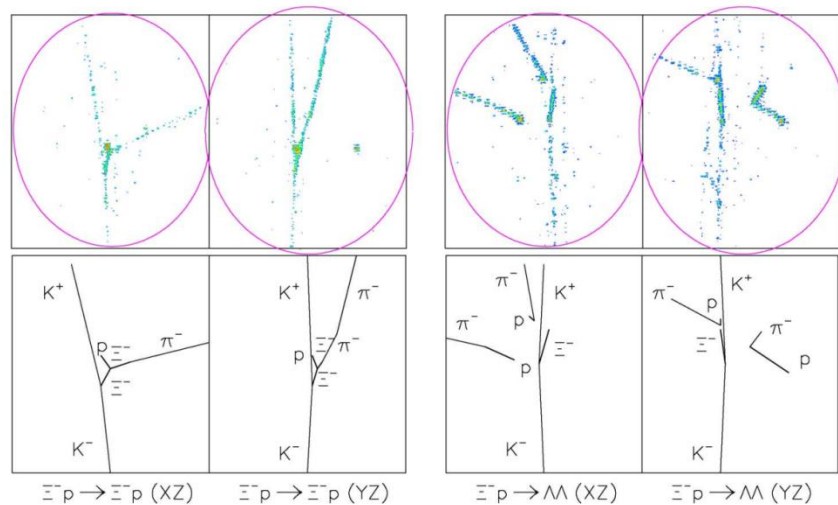 K⁺
p Ξ⁻
π⁻
Ξ⁻
K⁻
K⁺
π⁻
p
π⁻
Ξ⁻
K⁻
π⁻
K⁺
p
π⁻
Ξ⁻
p
K⁻
K⁺
π⁻
p
Ξ⁻
π⁻
p
K⁻
Ξ⁻p → Ξ⁻p (XZ)
Ξ⁻p → Ξ⁻p (YZ)
Ξ⁻p → ΛΛ (XZ)
Ξ⁻p → ΛΛ (YZ)